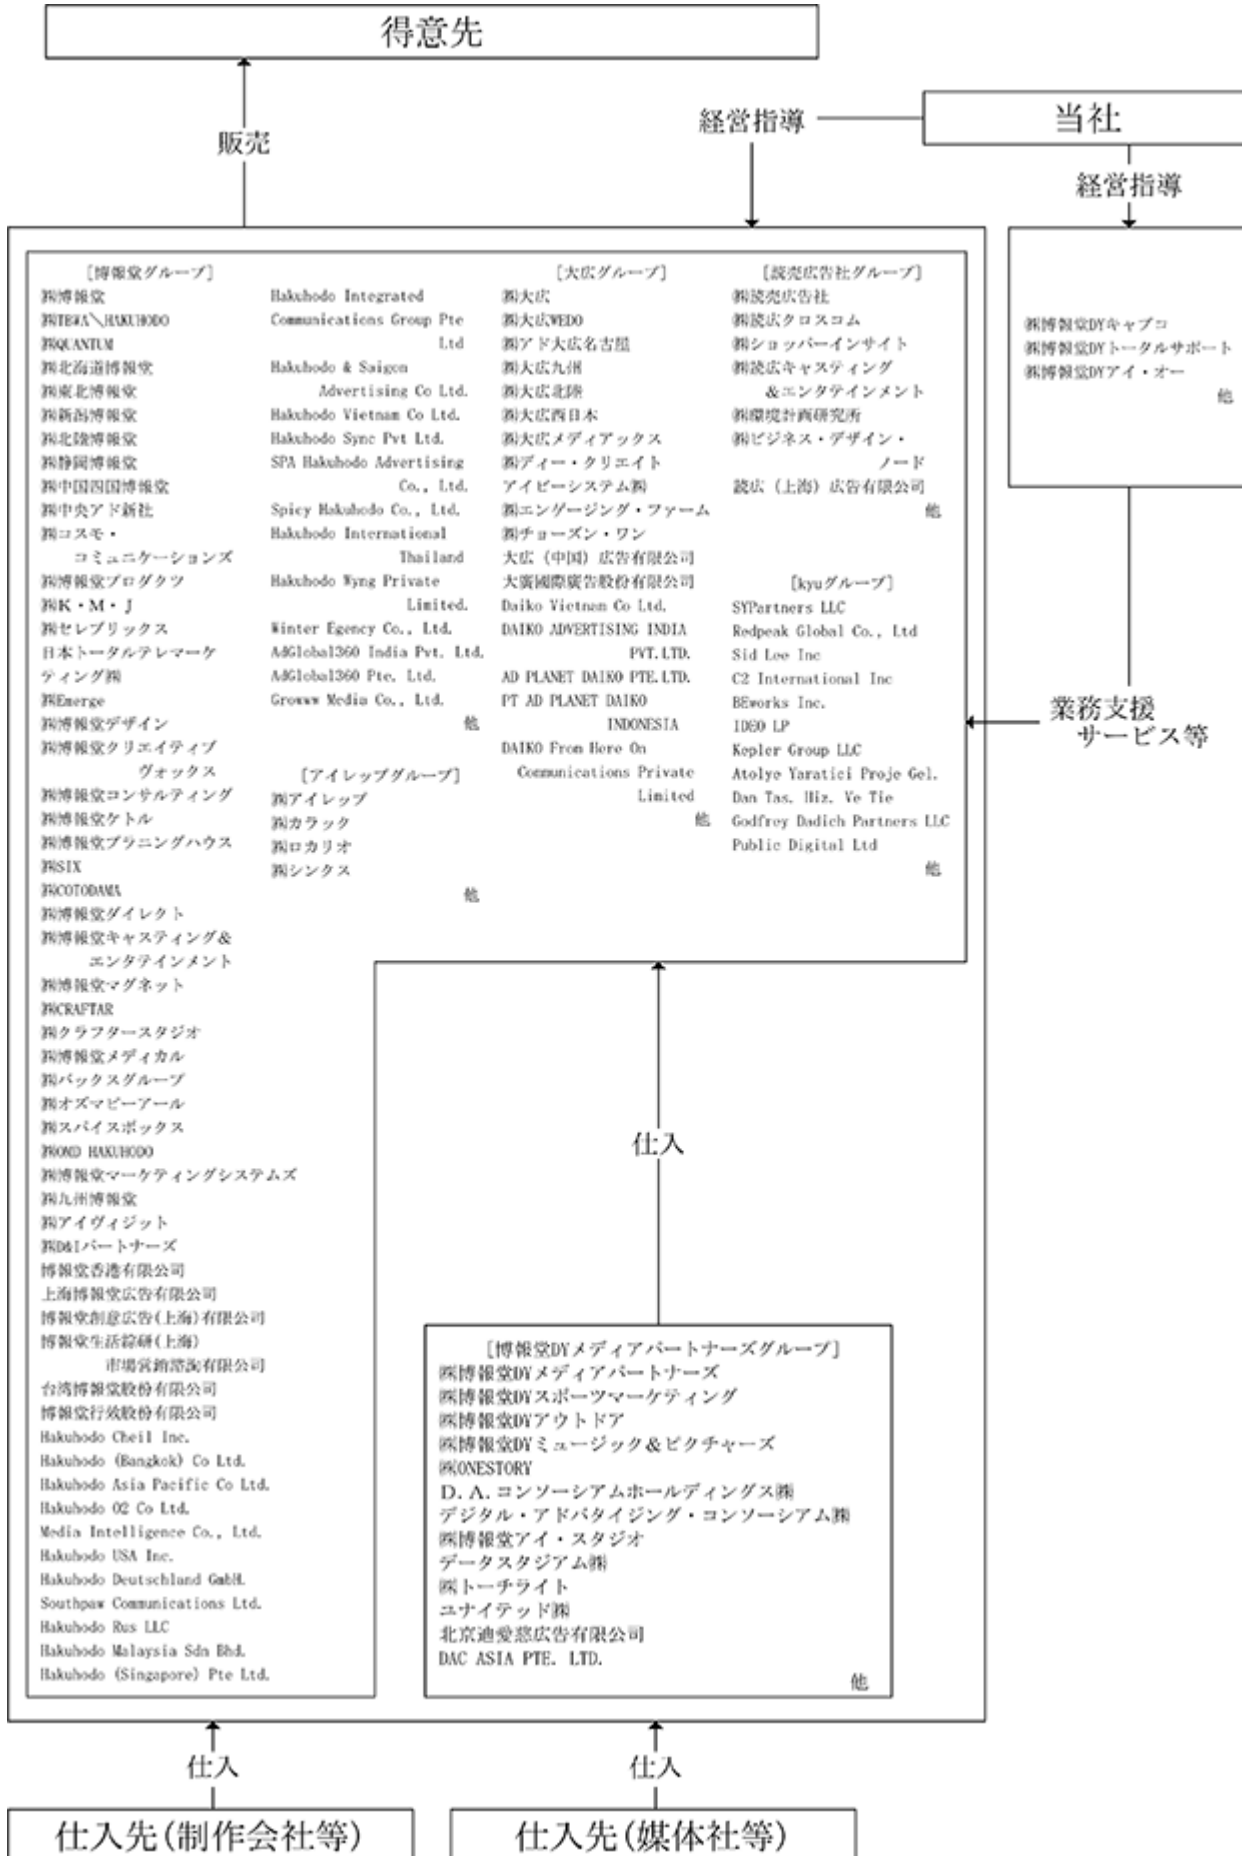 得意先
販売
経営指導
当社
経営指導
[博報堂グループ]
㈱博報堂
㈱TBWA＼HAKUHODO
㈱QUANTUM
㈱北海道博報堂
㈱東北博報堂
㈱新潟博報堂
㈱北陸博報堂
㈱静岡博報堂
㈱中国四国博報堂
㈱中央アド新社
㈱コスモ・
コミュニケーションズ
㈱博報堂プロダクツ
㈱K・M・J
㈱セレブリックス
日本トータルテレマーケ
ティング㈱
㈱Emerge
㈱博報堂デザイン
㈱博報堂クリエイティブ
ヴォックス
㈱博報堂コンサルティング
㈱博報堂ケトル
㈱博報堂プラニングハウス
㈱SIX
㈱COTODAMA
㈱博報堂ダイレクト
㈱博報堂キャスティング＆
エンタテインメント
㈱博報堂マグネット
㈱CRAFTAR
㈱クラフタースタジオ
㈱博報堂メディカル
㈱バックスグループ
㈱オズマピーアール
㈱スパイスボックス
㈱OMD HAKUHODO
㈱博報堂マーケティングシステムズ
㈱九州博報堂
㈱アイヴィジット
㈱D&Iパートナーズ
博報堂香港有限公司
上海博報堂広告有限公司
博報堂創意広告(上海)有限公司
博報堂生活綜研(上海)
市場営銷諮詢有限公司
台湾博報堂股份有限公司
博報堂行效股份有限公司
Hakuhodo Cheil Inc.
Hakuhodo (Bangkok) Co Ltd.
Hakuhodo Asia Pacific Co Ltd.
Hakuhodo O2 Co Ltd.
Media Intelligence Co., Ltd.
Hakuhodo USA Inc.
Hakuhodo Deutschland GmbH.
Southpaw Communications Ltd.
Hakuhodo Rus LLC
Hakuhodo Malaysia Sdn Bhd.
Hakuhodo (Singapore) Pte Ltd.
Hakuhodo Integrated
Communications Group Pte
Ltd
Hakuhodo & Saigon
Advertising Co Ltd.
Hakuhodo Vietnam Co Ltd.
Hakuhodo Sync Pvt Ltd.
SPA Hakuhodo Advertising
Co., Ltd.
Spicy Hakuhodo Co., Ltd.
Hakuhodo International
Thailand
Hakuhodo Wyng Private
Limited.
Winter Egency Co., Ltd.
AdGlobal360 India Pvt. Ltd.
AdGlobal360 Pte. Ltd.
Growww Media Co., Ltd.
他
[アイレップグループ]
㈱アイレップ
㈱カラック
㈱ロカリオ
㈱シンクス
他
[大広グループ]
㈱大広
㈱大広WEDO
㈱アド大広名古屋
㈱大広九州
㈱大広北陸
㈱大広西日本
㈱大広メディアックス
㈱ディー・クリエイト
アイビーシステム㈱
㈱エンゲージング・ファーム
㈱チョーズン・ワン
大広（中国）広告有限公司
大廣國際廣告股份有限公司
Daiko Vietnam Co Ltd.
DAIKO ADVERTISING INDIA
PVT.LTD.
AD PLANET DAIKO PTE.LTD.
PT AD PLANET DAIKO
INDONESIA
DAIKO From Here On
Communications Private
Limited
他
[読売広告社グループ]
㈱読売広告社
㈱読広クロスコム
㈱ショッパーインサイト
㈱読広キャスティング
＆エンタテインメント
㈱環境計画研究所
㈱ビジネス・デザイン・
ノード
読広（上海）広告有限公司
他
[kyuグループ]
SYPartners LLC
Redpeak Global Co., Ltd
Sid Lee Inc
C2 International Inc
BEworks Inc.
IDEO LP
Kepler Group LLC
Atolye Yaratici Proje Gel.
Dan Tas. Hiz. Ve Tic
Godfrey Dadich Partners LLC
Public Digital Ltd
他
㈱博報堂DYキャプコ
㈱博報堂DYトータルサポート
㈱博報堂DYアイ・オー
他
業務支援
サービス等
仕入
[博報堂DYメディアパートナーズグループ]
㈱博報堂DYメディアパートナーズ
㈱博報堂DYスポーツマーケティング
㈱博報堂DYアウトドア
㈱博報堂DYミュージック＆ピクチャーズ
㈱ONESTORY
D.A.コンソーシアムホールディングス㈱
デジタル・アドバタイジング・コンソーシアム㈱
㈱博報堂アイ・スタジオ
データスタジアム㈱
㈱トーチライト
ユナイテッド㈱
北京迪愛慈広告有限公司
DAC ASIA PTE. LTD.
他
仕入
仕入
仕入先(制作会社等)
仕入先(媒体社等)